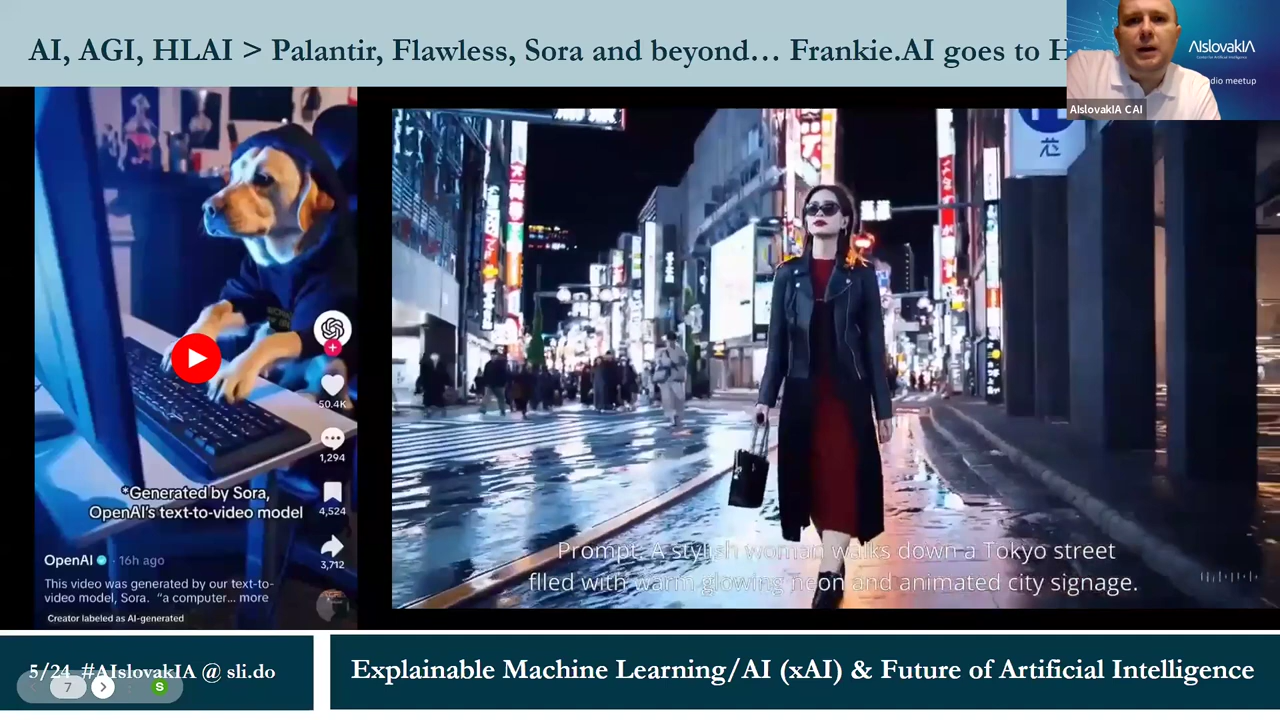 AI, AGI, HLAI > Palantir, Flawless, Sora and beyond… Frankie.AI goes to H
AIslovakIA
dio meetup
AIslovakIA CAI
50.4K
1,294
4,524
3,712
*Generated by Sora,
OpenAI's text-to-video model
OpenAI · 16h ago
This video was generated by our text-to-
video model, Sora. "a computer... more
Creator labeled as AI-generated
Prompt: A stylish woman walks down a Tokyo street
filled with warm glowing neon and animated city signage.
5/24 #AIslovakIA @ sli.do
7
S
Explainable Machine Learning/AI (xAI) & Future of Artificial Intelligence